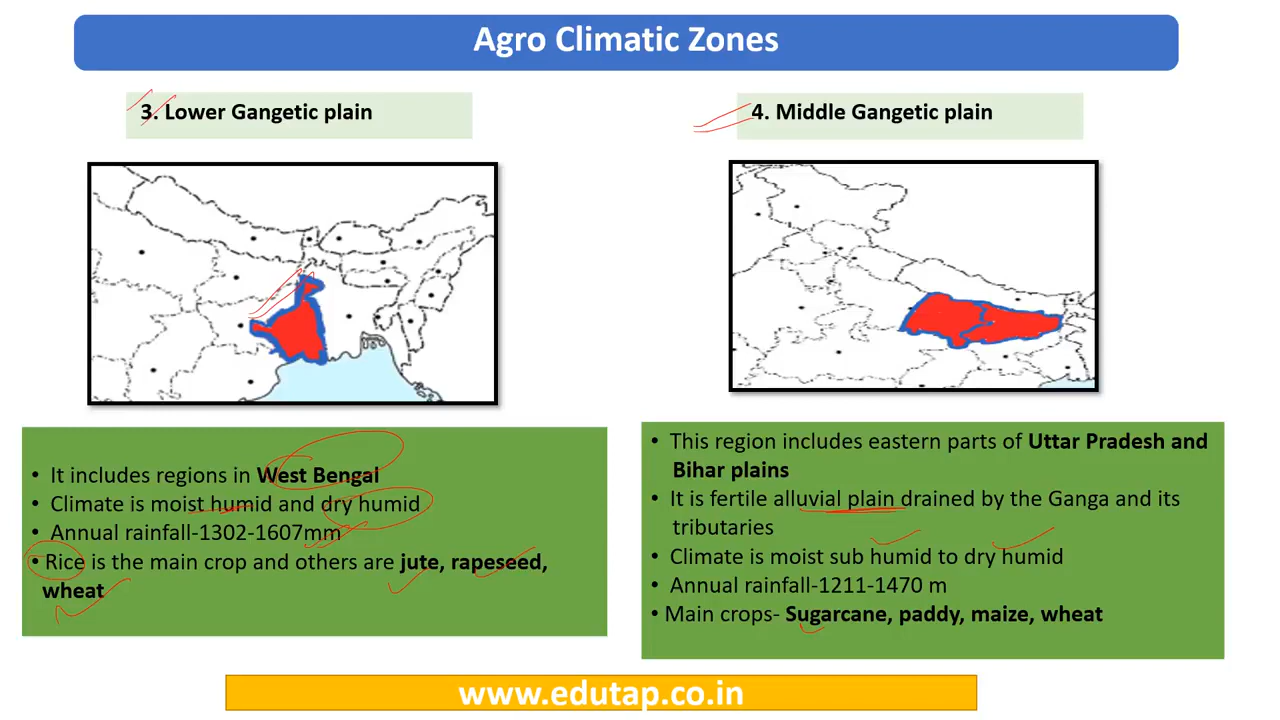 Agro Climatic Zones
3. Lower Gangetic plain
• It includes regions in West Bengal
• Climate is moist humid and dry humid
• Annual rainfall-1302-1607mm
• Rice is the main crop and others are jute, rapeseed,
wheat
4. Middle Gangetic plain
• This region includes eastern parts of Uttar Pradesh and
Bihar plains
• It is fertile alluvial plain drained by the Ganga and its
tributaries
• Climate is moist sub humid to dry humid
• Annual rainfall-1211-1470 m
• Main crops- Sugarcane, paddy, maize, wheat
www.edutap.co.in